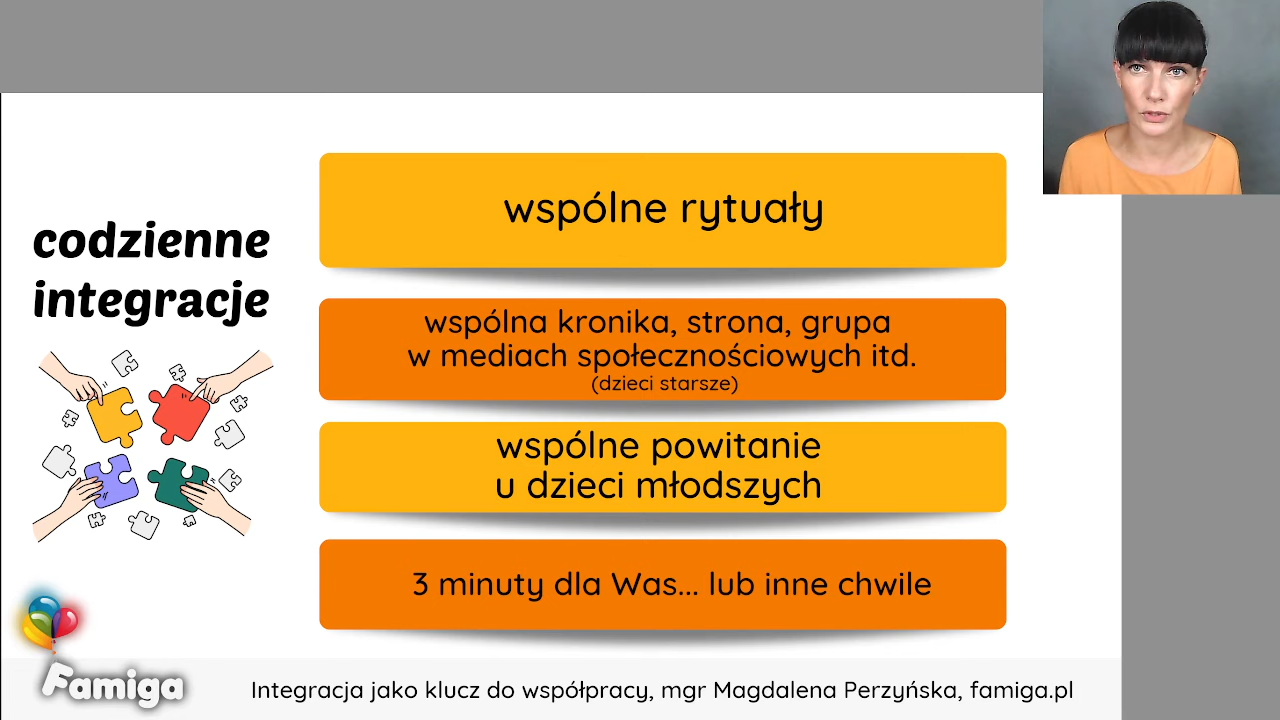 codzienne
integracje
wspólne rytuały
wspólna kronika, strona, grupa
w mediach społecznościowych itd.
(dzieci starsze)
wspólne powitanie
u dzieci młodszych
3 minuty dla Was... lub inne chwile
Famiga
Integracja jako klucz do współpracy, mgr Magdalena Perzyńska, famiga.pl